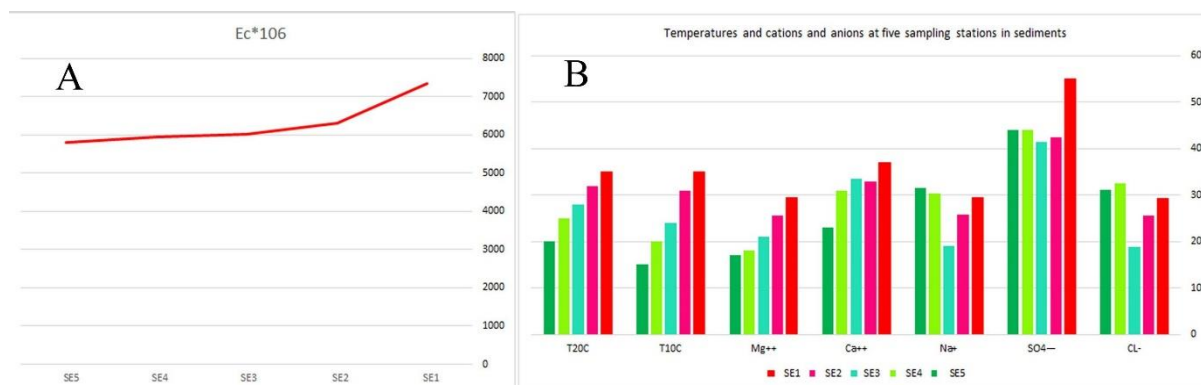 Ec*106
A
8000
7000
6000
5000
4000
3000
2000
1000
0
SE5 SE4 SE3 SE2 SE1
Temperatures and cations and anions at five sampling stations in sediments
B
60
50
40
30
20
10
0
T20C T10C Mg++ Ca++ Na+ SO4-- CL-
SE1 SE2 SE3 SE4 SE5